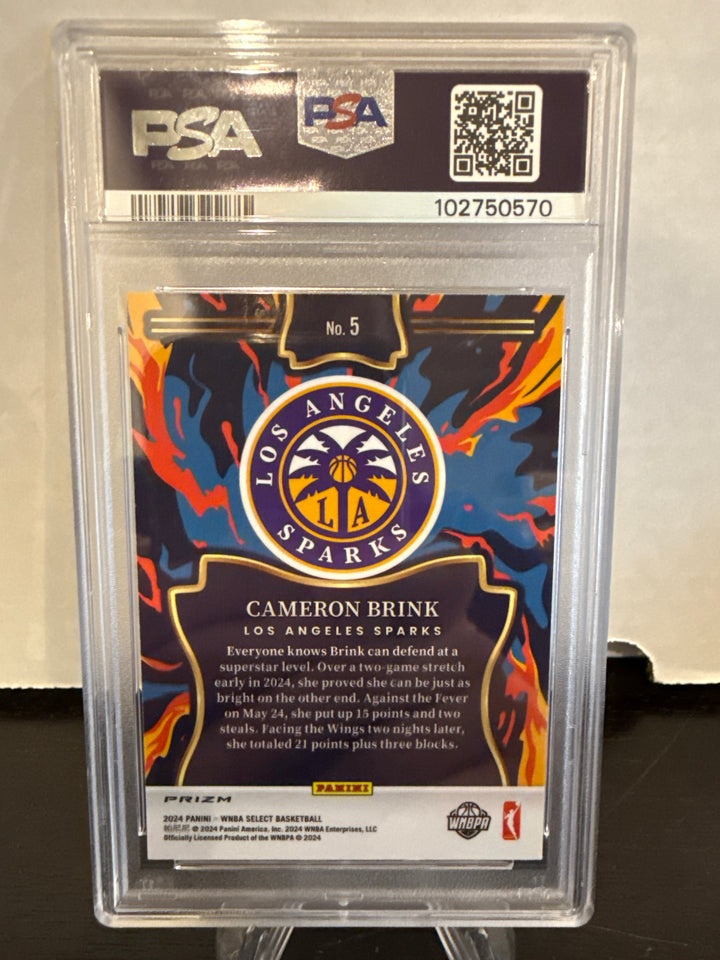 PSA PSA
102750570
No. 5
LOS ANGELES
LA
SPARKS
CAMERON BRINK
LOS ANGELES SPARKS
Everyone knows Brink can defend at a
superstar level. Over a two-game stretch
early in 2024, she proved she can be just as
bright on the other end. Against the Fever
on May 24, she put up 15 points and two
steals. Facing the Wings two nights later,
she totaled 21 points plus three blocks.
PANINI
PRIZM
2024 PANINI - WNBA SELECT BASKETBALL
帕尼尼 © 2024 Panini America, Inc. 2024 WNBA Enterprises, LLC
Officially Licensed Product of the WNBPA © 2024
WNBPA